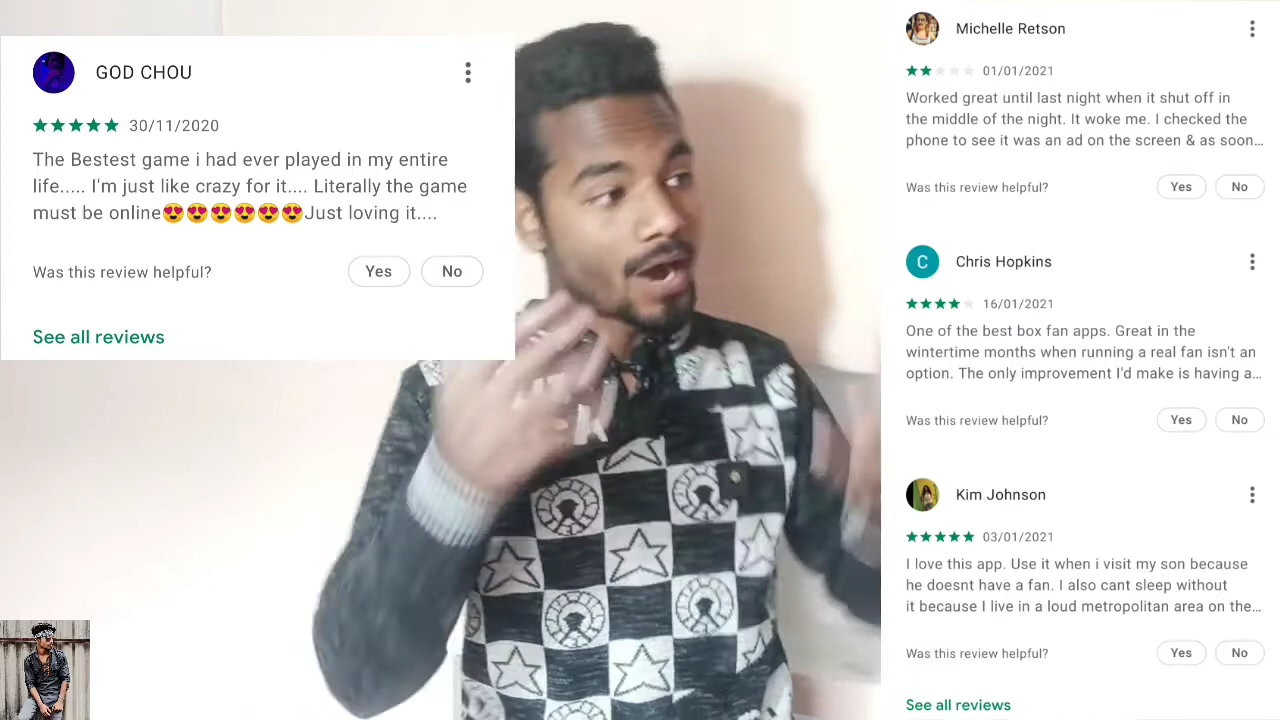 GOD CHOU
30/11/2020
The Bestest game i had ever played in my entire
life..... I'm just like crazy for it.... Literally the game
must be online😍😍😍😍😍😍Just loving it....
Was this review helpful?
Yes
No
See all reviews
Michelle Retson
01/01/2021
Worked great until last night when it shut off in
the middle of the night. It woke me. I checked the
phone to see it was an ad on the screen & as soon...
Was this review helpful?
Yes
No
C
Chris Hopkins
16/01/2021
One of the best box fan apps. Great in the
wintertime months when running a real fan isn't an
option. The only improvement I'd make is having a...
Was this review helpful?
Yes
No
Kim Johnson
03/01/2021
I love this app. Use it when i visit my son because
he doesnt have a fan. I also cant sleep without
it because I live in a loud metropolitan area on the...
Was this review helpful?
Yes
No
See all reviews